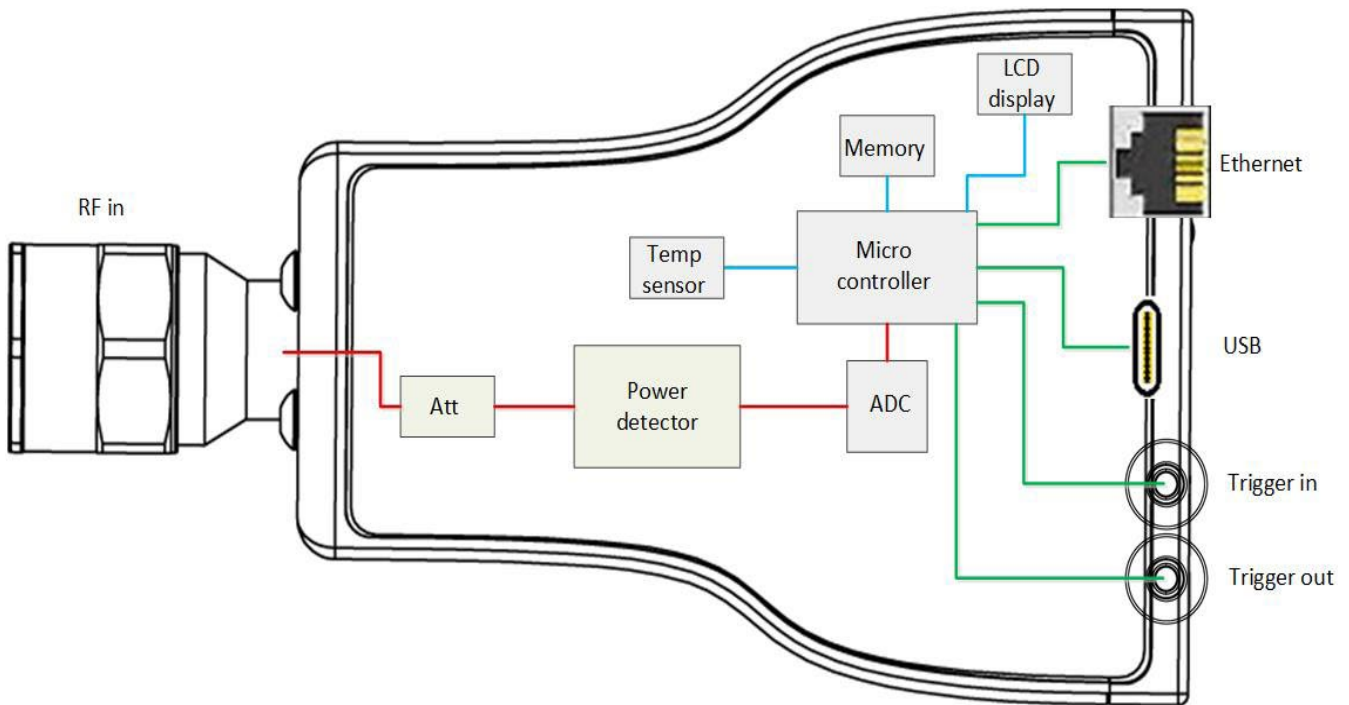 LCD
display
Memory
Ethernet
RF in
Micro
controller
Temp
sensor
USB
Power
detector
Att
ADC
Trigger in
Trigger out